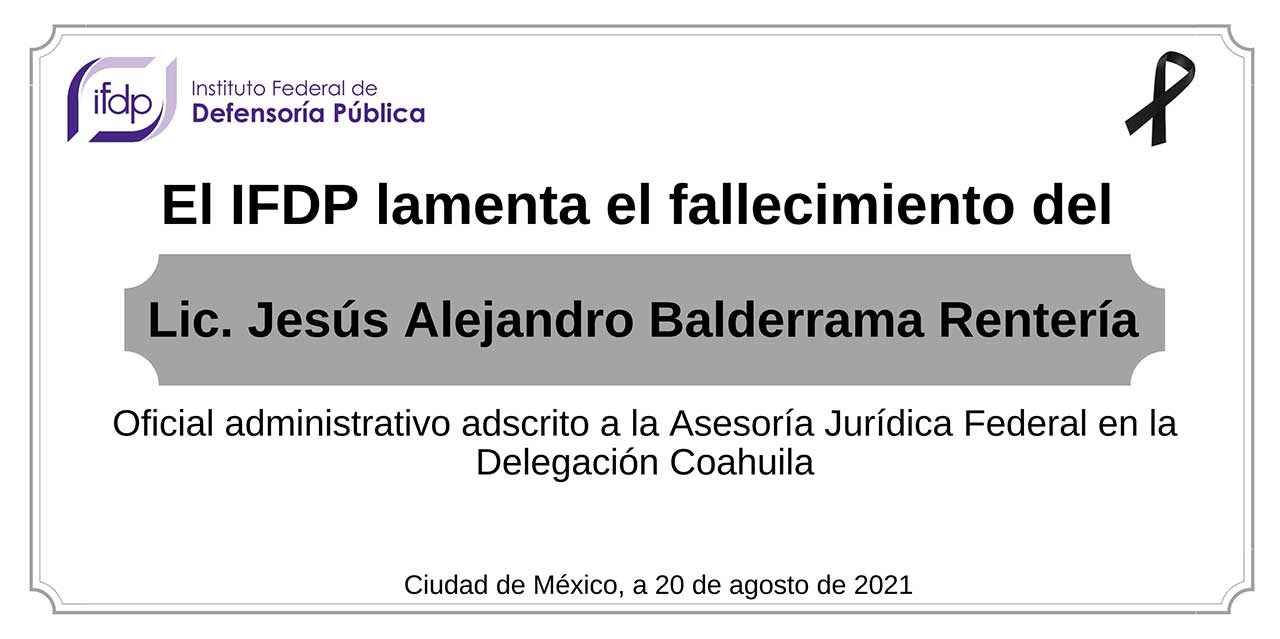 ifdp
Instituto Federal de
Defensoría Pública
El IFDP lamenta el fallecimiento del
Lic. Jesús Alejandro Balderrama Rentería
Oficial administrativo adscrito a la Asesoría Jurídica Federal en la
Delegación Coahuila
Ciudad de México, a 20 de agosto de 2021